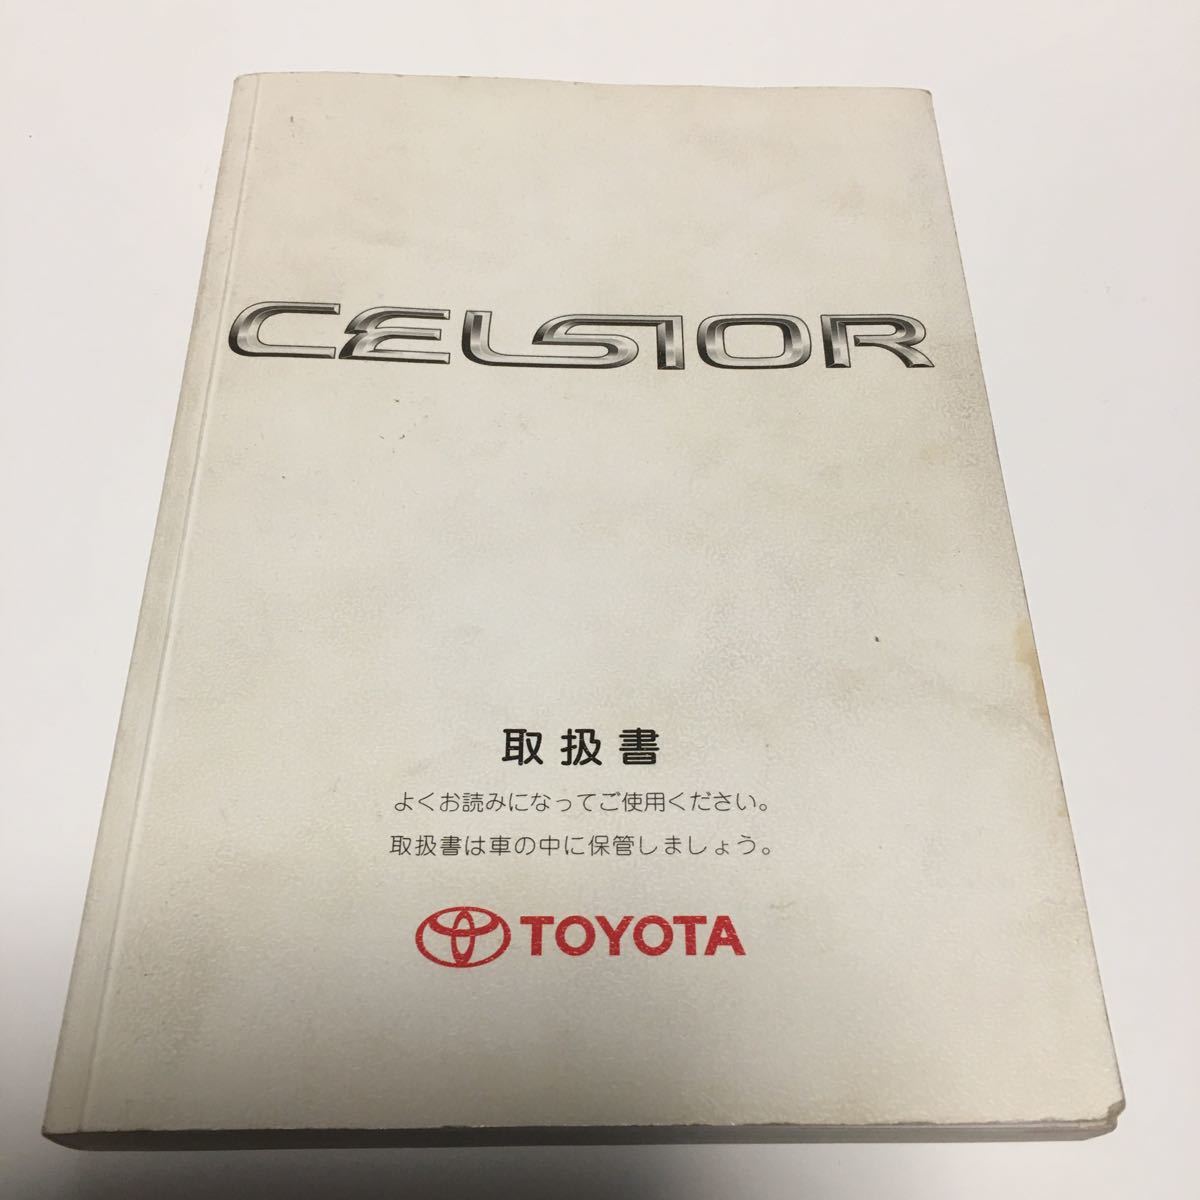 CELSIOR
取扱書
よくお読みになってご使用ください。
取扱書は車の中に保管しましょう。
TOYOTA